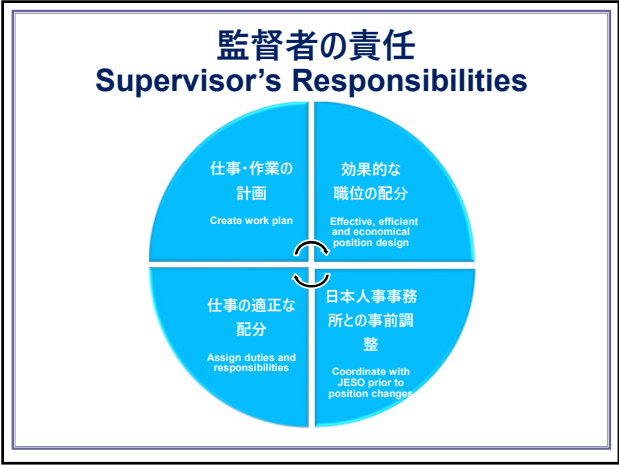 監督者の責任
Supervisor's Responsibilities
仕事・作業の
計画
Create work plan
効果的な
職位の配分
Effective, efficient
and economical
position design
仕事の適正な
配分
Assign duties and
responsibilities
日本人事事務
所との事前調
整
Coordinate with
JESO prior to
position changes